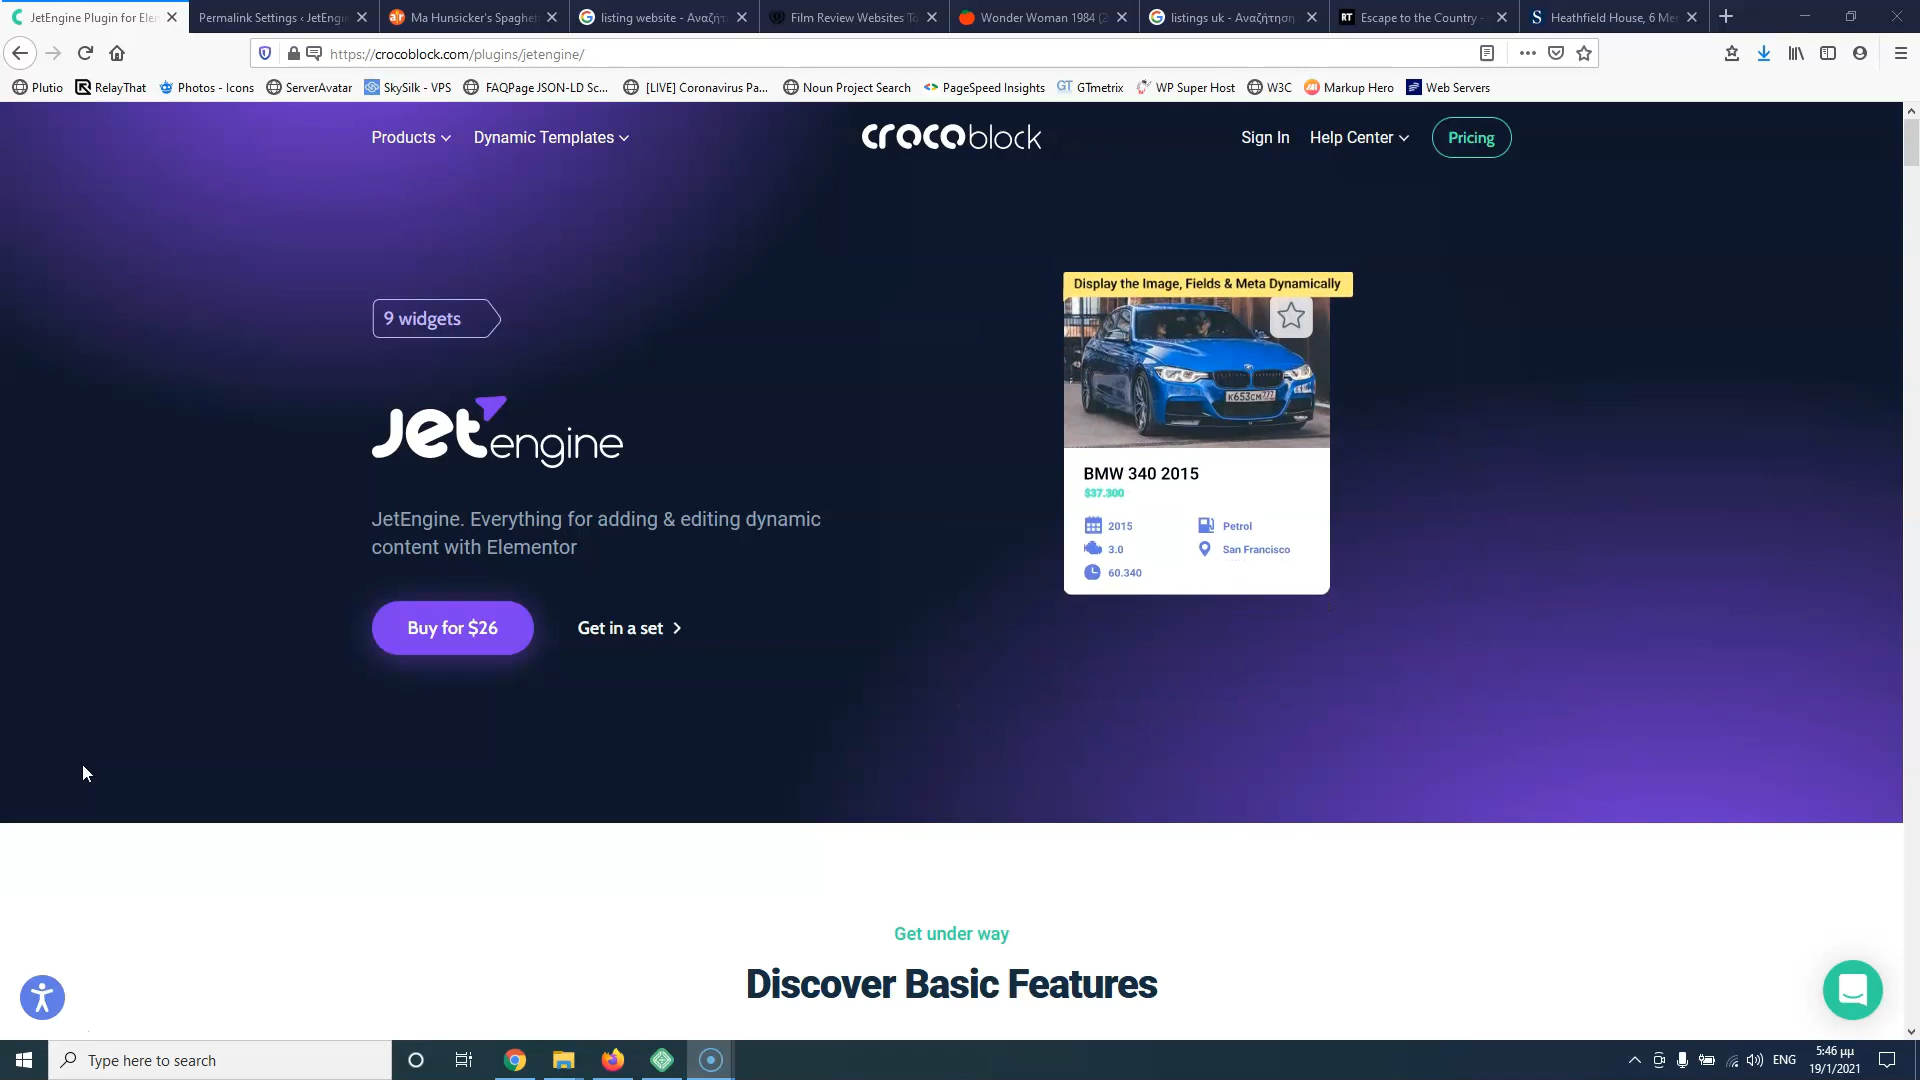 JetEngine Plugin for Ele
Permalink Settings ‹ JetEngi
Ma Hunsicker's Spaghet
listing website - Αναζήτ
Film Review Websites To
Wonder Woman 1984 (2
listings uk - Αναζήτηση
Escape to the Country -
Heathfield House, 6 Me
https://crocoblock.com/plugins/jetengine/
Plutio
RelayThat
Photos - Icons
ServerAvatar
SkySilk - VPS
FAQPage JSON-LD Sc...
[LIVE] Coronavirus Pa...
Noun Project Search
PageSpeed Insights
GTmetrix
WP Super Host
W3C
Markup Hero
Web Servers
Products
Dynamic Templates
crocoblock
Sign In
Help Center
Pricing
Display the Image, Fields & Meta Dynamically
9 widgets
K653CM 777
Jetengine
BMW 340 2015
$37.300
2015
Petrol
3.0
San Francisco
60.340
JetEngine. Everything for adding & editing dynamic
content with Elementor
Buy for $26
Get in a set
Get under way
Discover Basic Features
Type here to search
ENG
5:46 μμ
19/1/2021